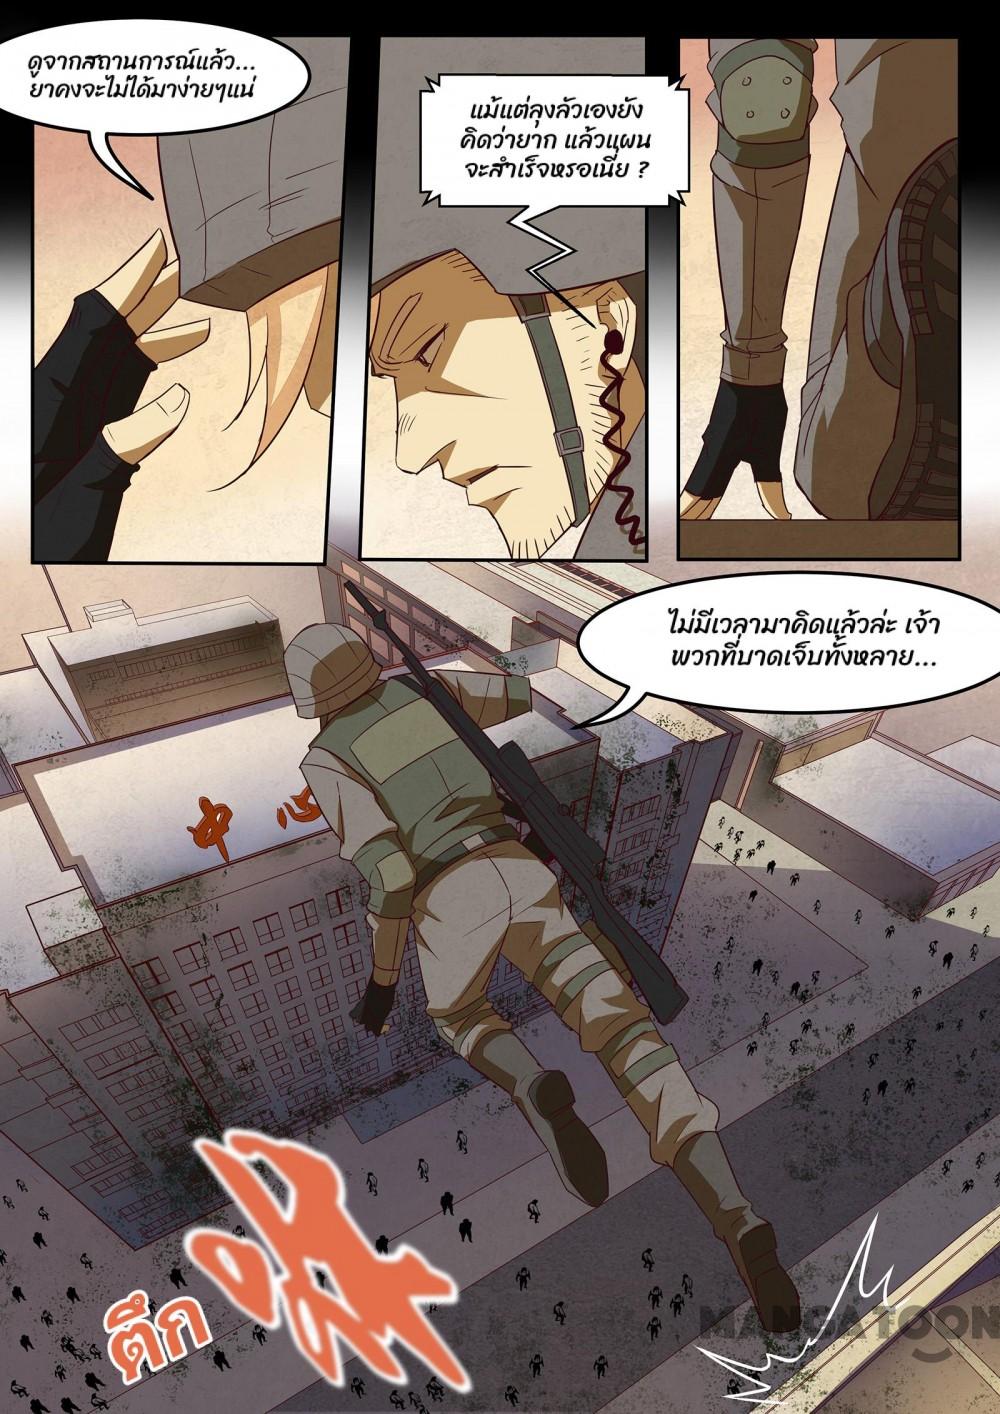 ดูจากสถานการณ์แล้ว...
ยาคงจะไม่ได้มาง่ายๆแน่
แม้แต่ลุงลัวเองยัง
คิดว่ายาก แล้วแผน
จะสำเร็จหรอเนี่ย ?
ไม่มีเวลามาคิดแล้วล่ะ เจ้า
พวกที่บาดเจ็บทั้งหลาย...
中心
ตึก
MANGATOON